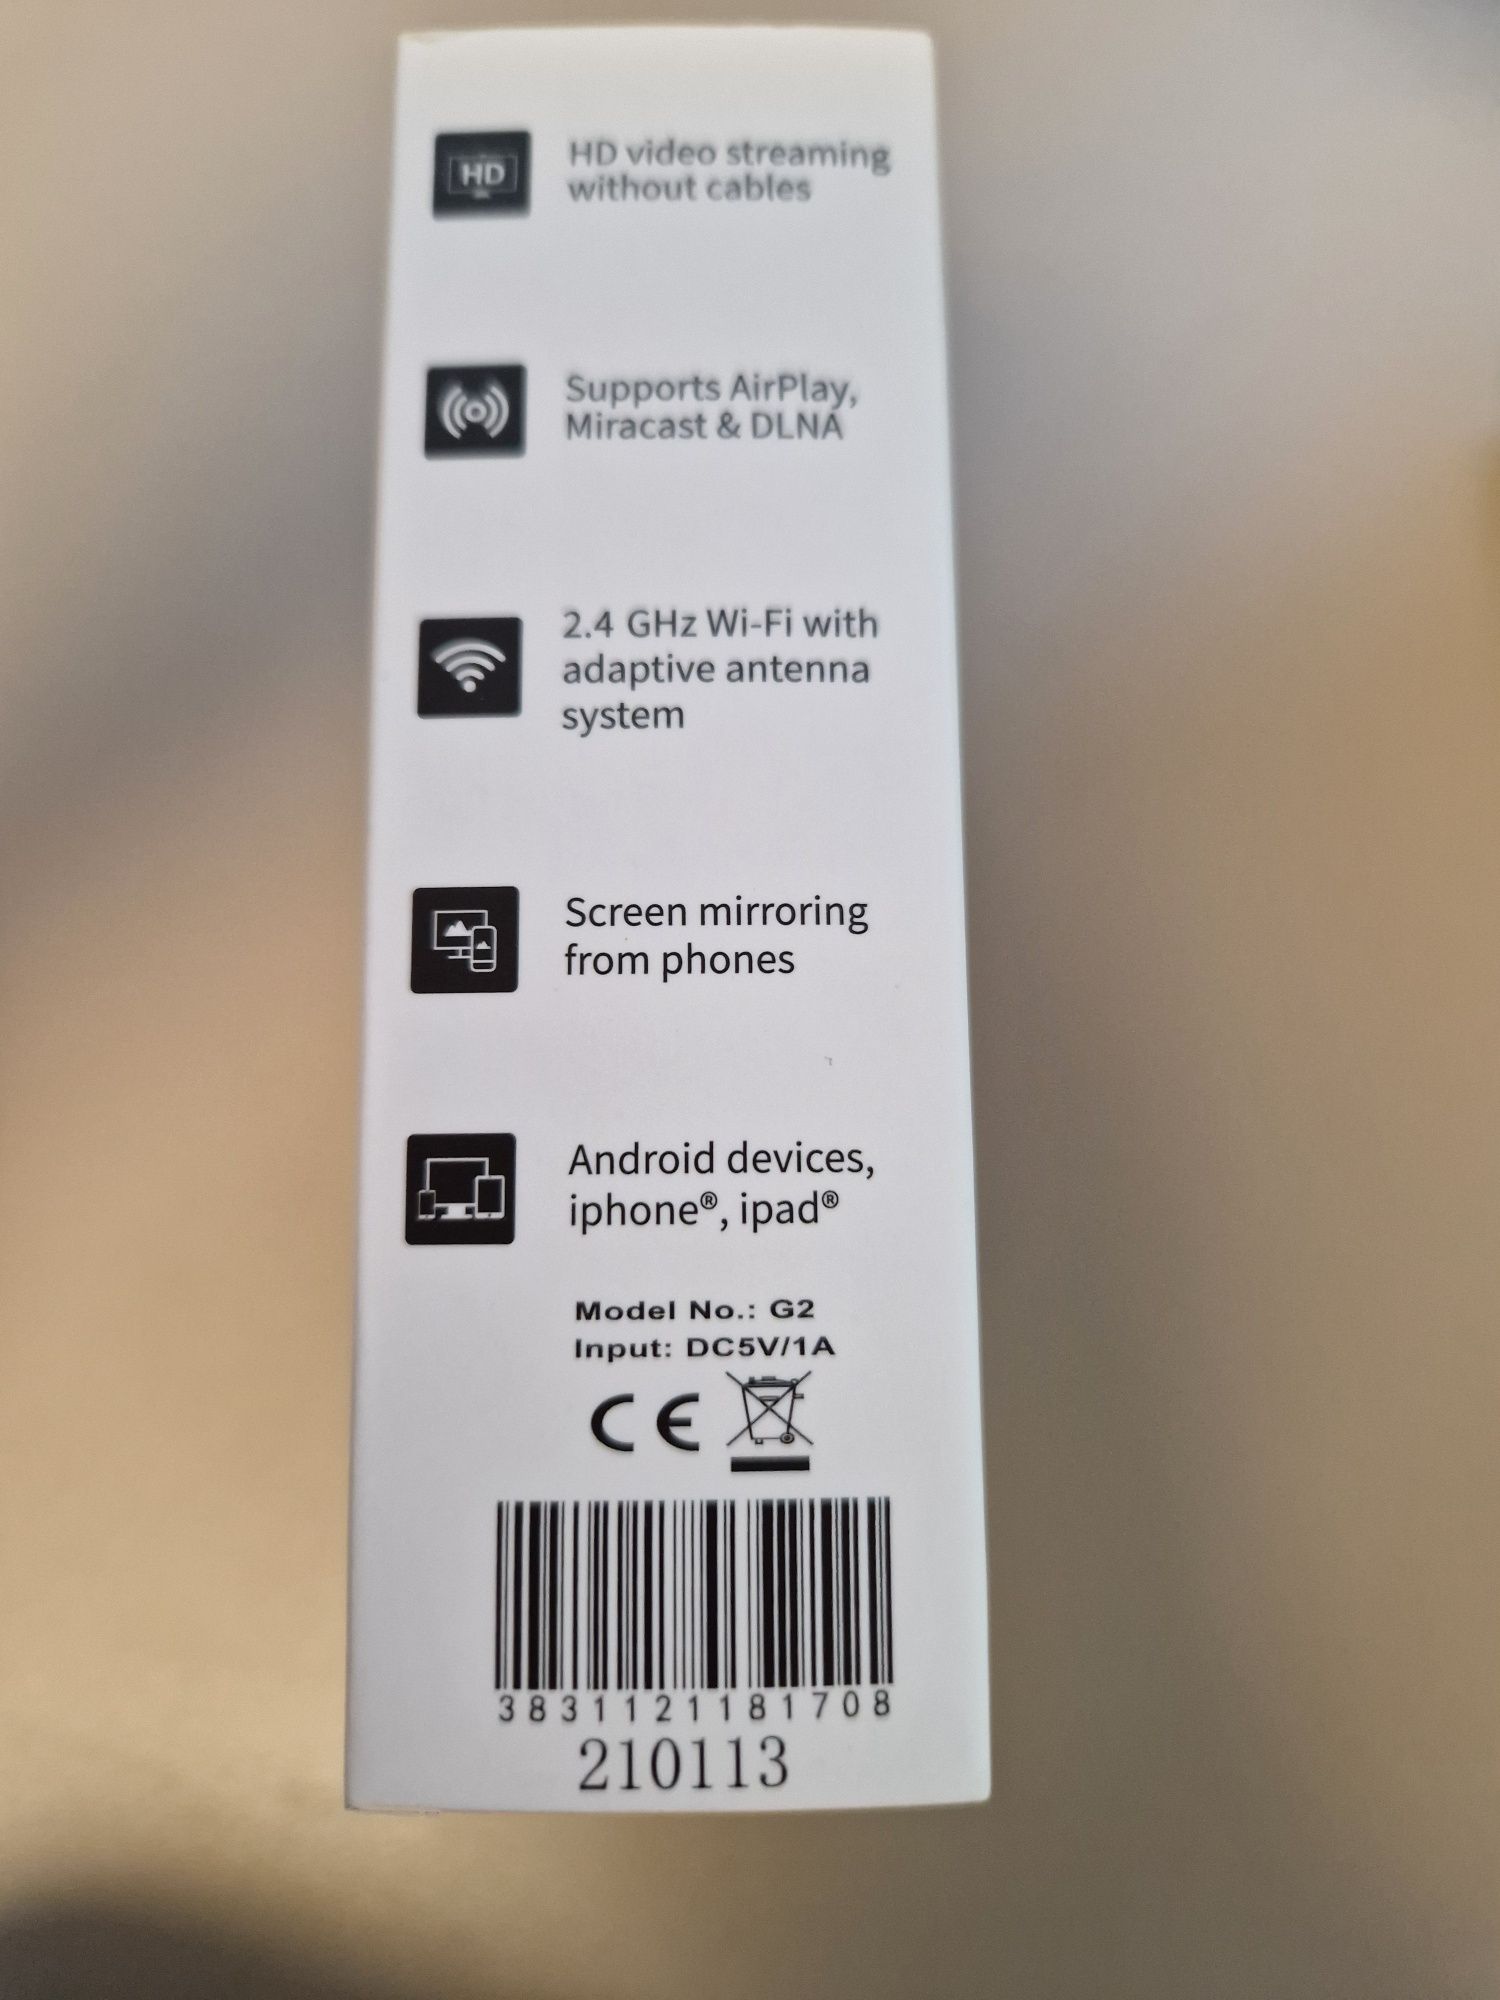 HD
HD video streaming
without cables
Supports AirPlay,
Miracast & DLNA
2.4 GHz Wi-Fi with
adaptive antenna
system
Screen mirroring
from phones
Android devices,
iphone®, ipad®
Model No.: G2
Input: DC5V/1A
CE
3831121181708
210113